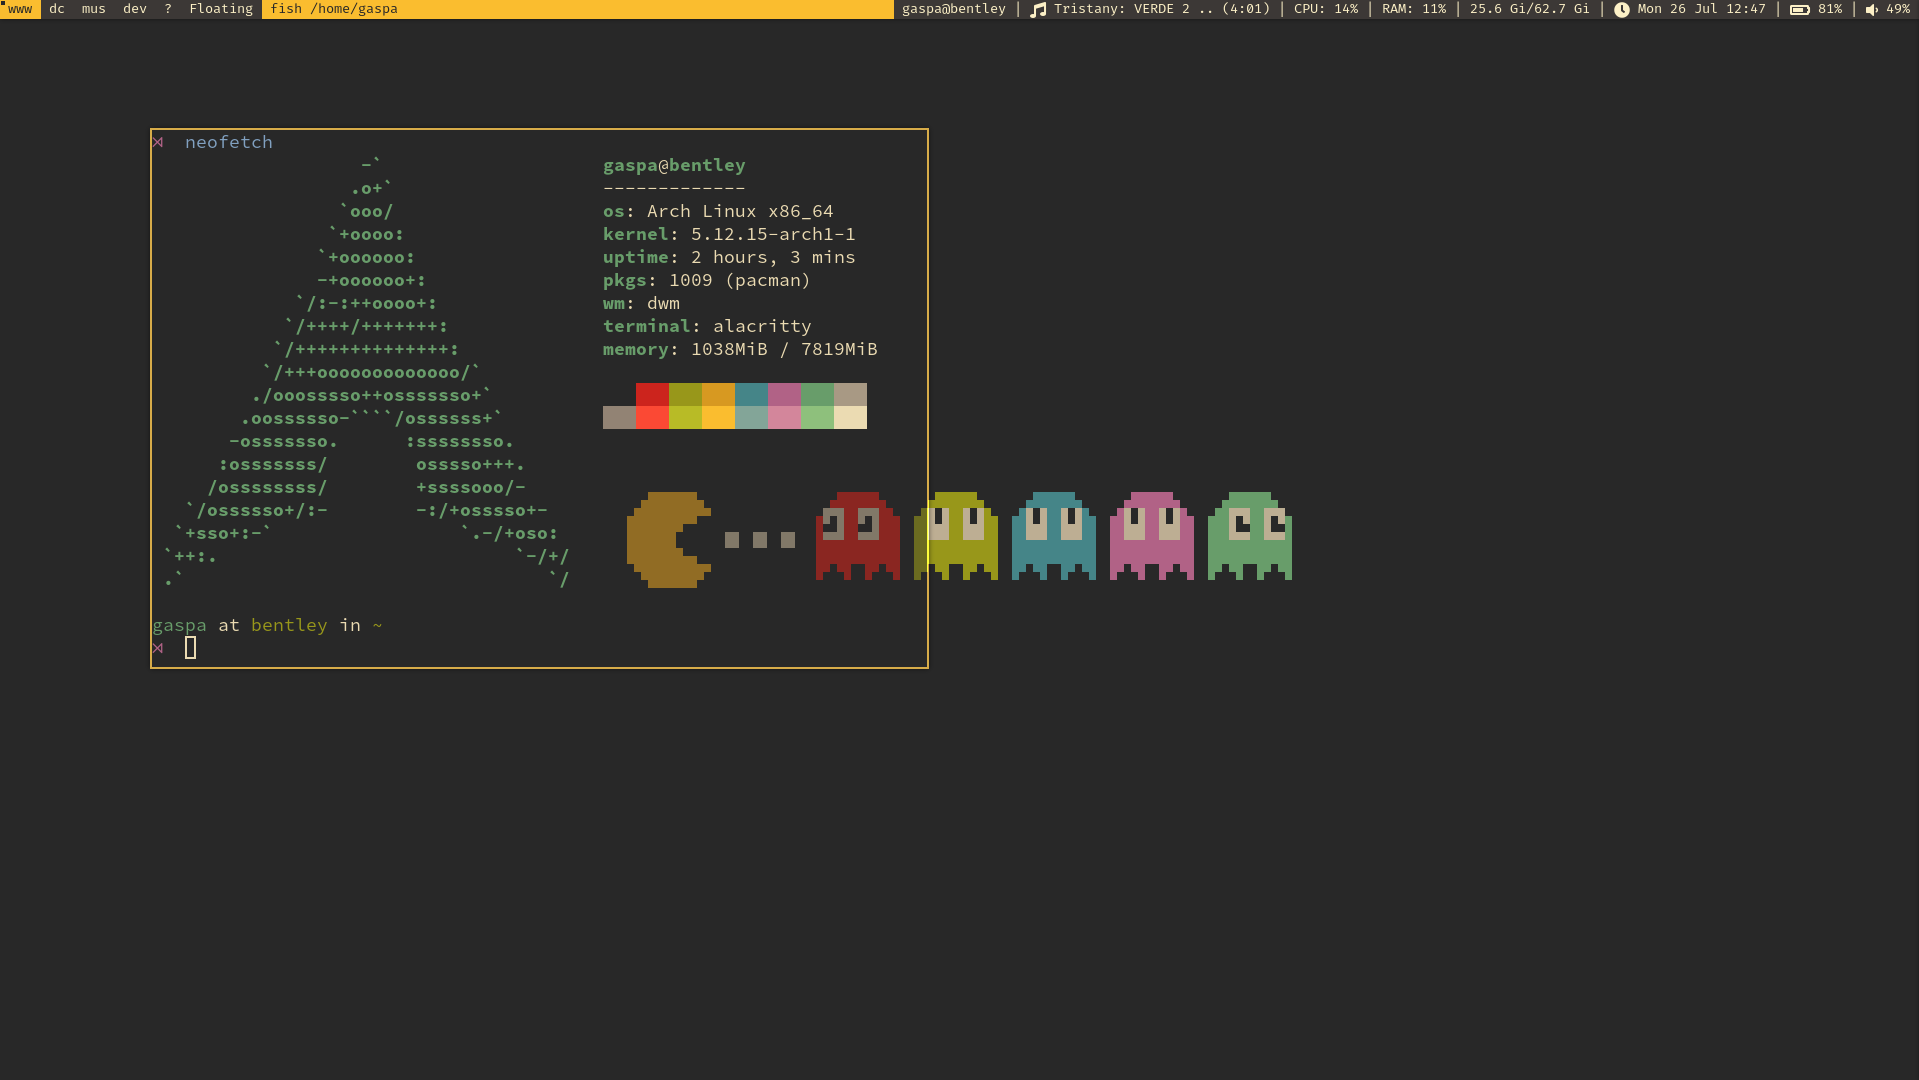 www dc mus dev ? Floating fish /home/gaspa gaspa@bentley | Tristany: VERDE 2 .. (4:01) | CPU: 14% | RAM: 11% | 25.6 Gi/62.7 Gi | Mon 26 Jul 12:47 | 81% | 49%
⋊ neofetch
-` gaspa@bentley
.o+` -------------
`ooo/ os: Arch Linux x86_64
`+oooo: kernel: 5.12.15-arch1-1
`+oooooo: uptime: 2 hours, 3 mins
-+oooooo+: pkgs: 1009 (pacman)
`/:-:++oooo+: wm: dwm
`/++++/+++++++: terminal: alacritty
`/++++++++++++++: memory: 1038MiB / 7819MiB
`/+++ooooooooooooo/`
./ooosssso++osssssso+`
.oossssso-````/ossssss+`
-osssssso. :ssssssso.
:osssssss/ osssso+++.
/ossssssss/ +ssssooo/-
`/ossssso+/:- -:/+osssso+-
`+sso+:-` `.-/+oso:
`++:. `-/+/
.` `/
gaspa at bentley in ~
⋊